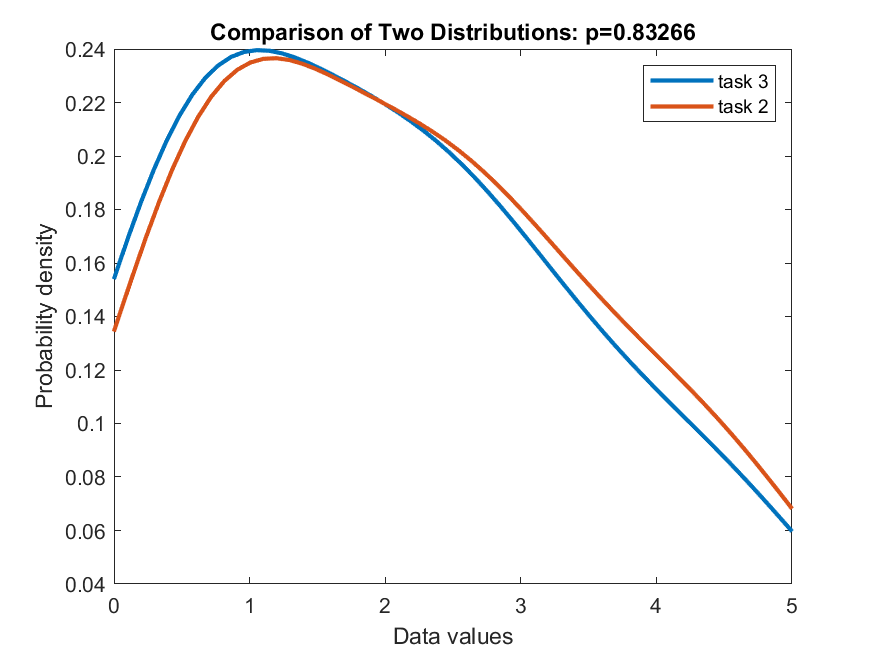 Comparison of Two Distributions: p=0.83266
0.24
0.22
0.2
0.18
0.16
0.14
0.12
0.1
0.08
0.06
0.04
Probability density
task 3
task 2
0 1 2 3 4 5
Data values